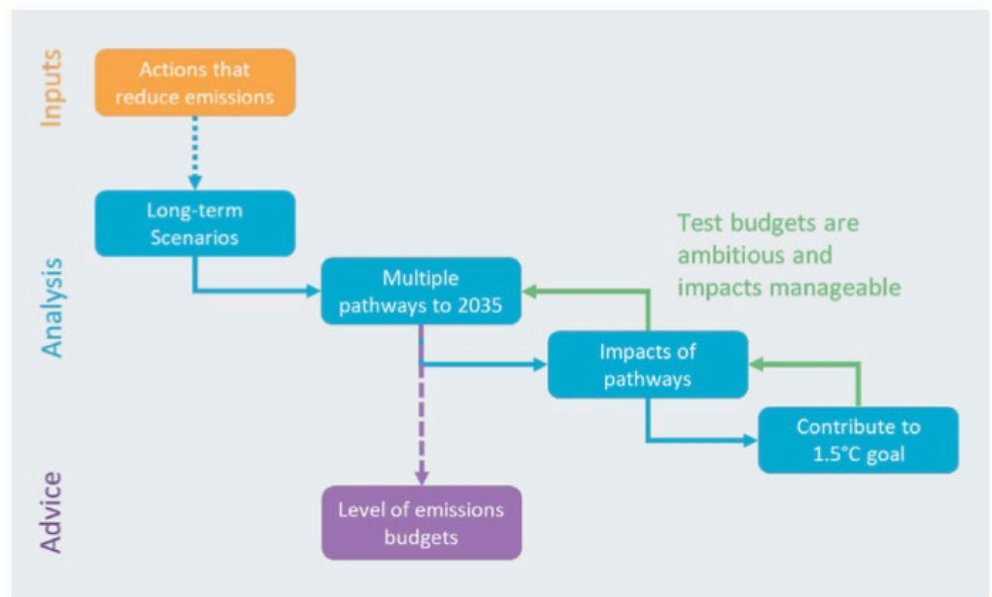 Inputs
Actions that
reduce emissions
Long-term
Scenarios
Analysis
Multiple
pathways to 2035
Test budgets are
ambitious and
impacts manageable
Impacts of
pathways
Contribute to
1.5°C goal
Advice
Level of emissions
budgets